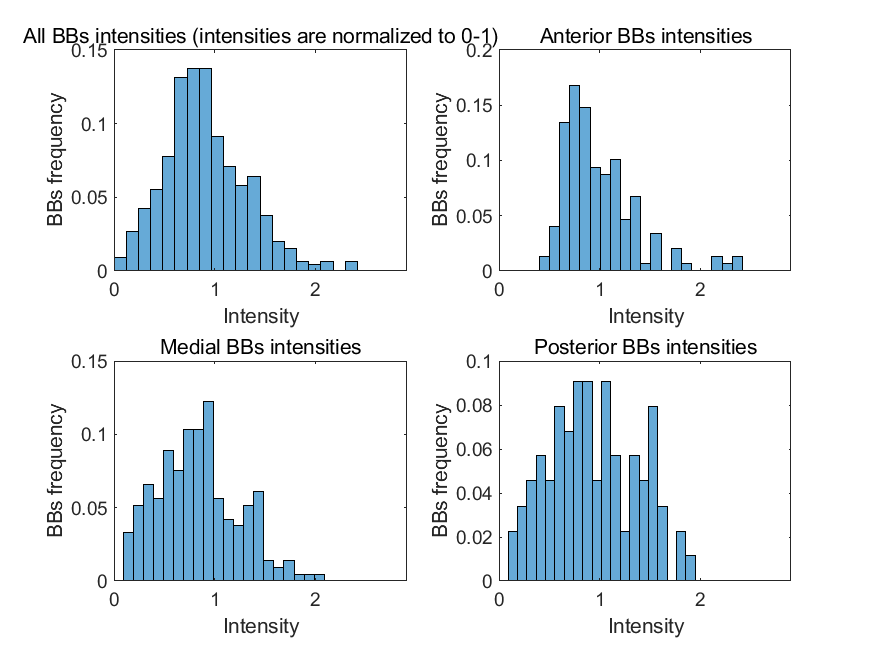 All BBs intensities (intensities are normalized to 0-1)
0.15
0.1
0.05
0
BBs frequency
0
1
2
Intensity
Anterior BBs intensities
0.2
0.15
0.1
0.05
0
BBs frequency
0
1
2
Intensity
Medial BBs intensities
0.15
0.1
0.05
0
BBs frequency
0
1
2
Intensity
Posterior BBs intensities
0.1
0.08
0.06
0.04
0.02
0
BBs frequency
0
1
2
Intensity